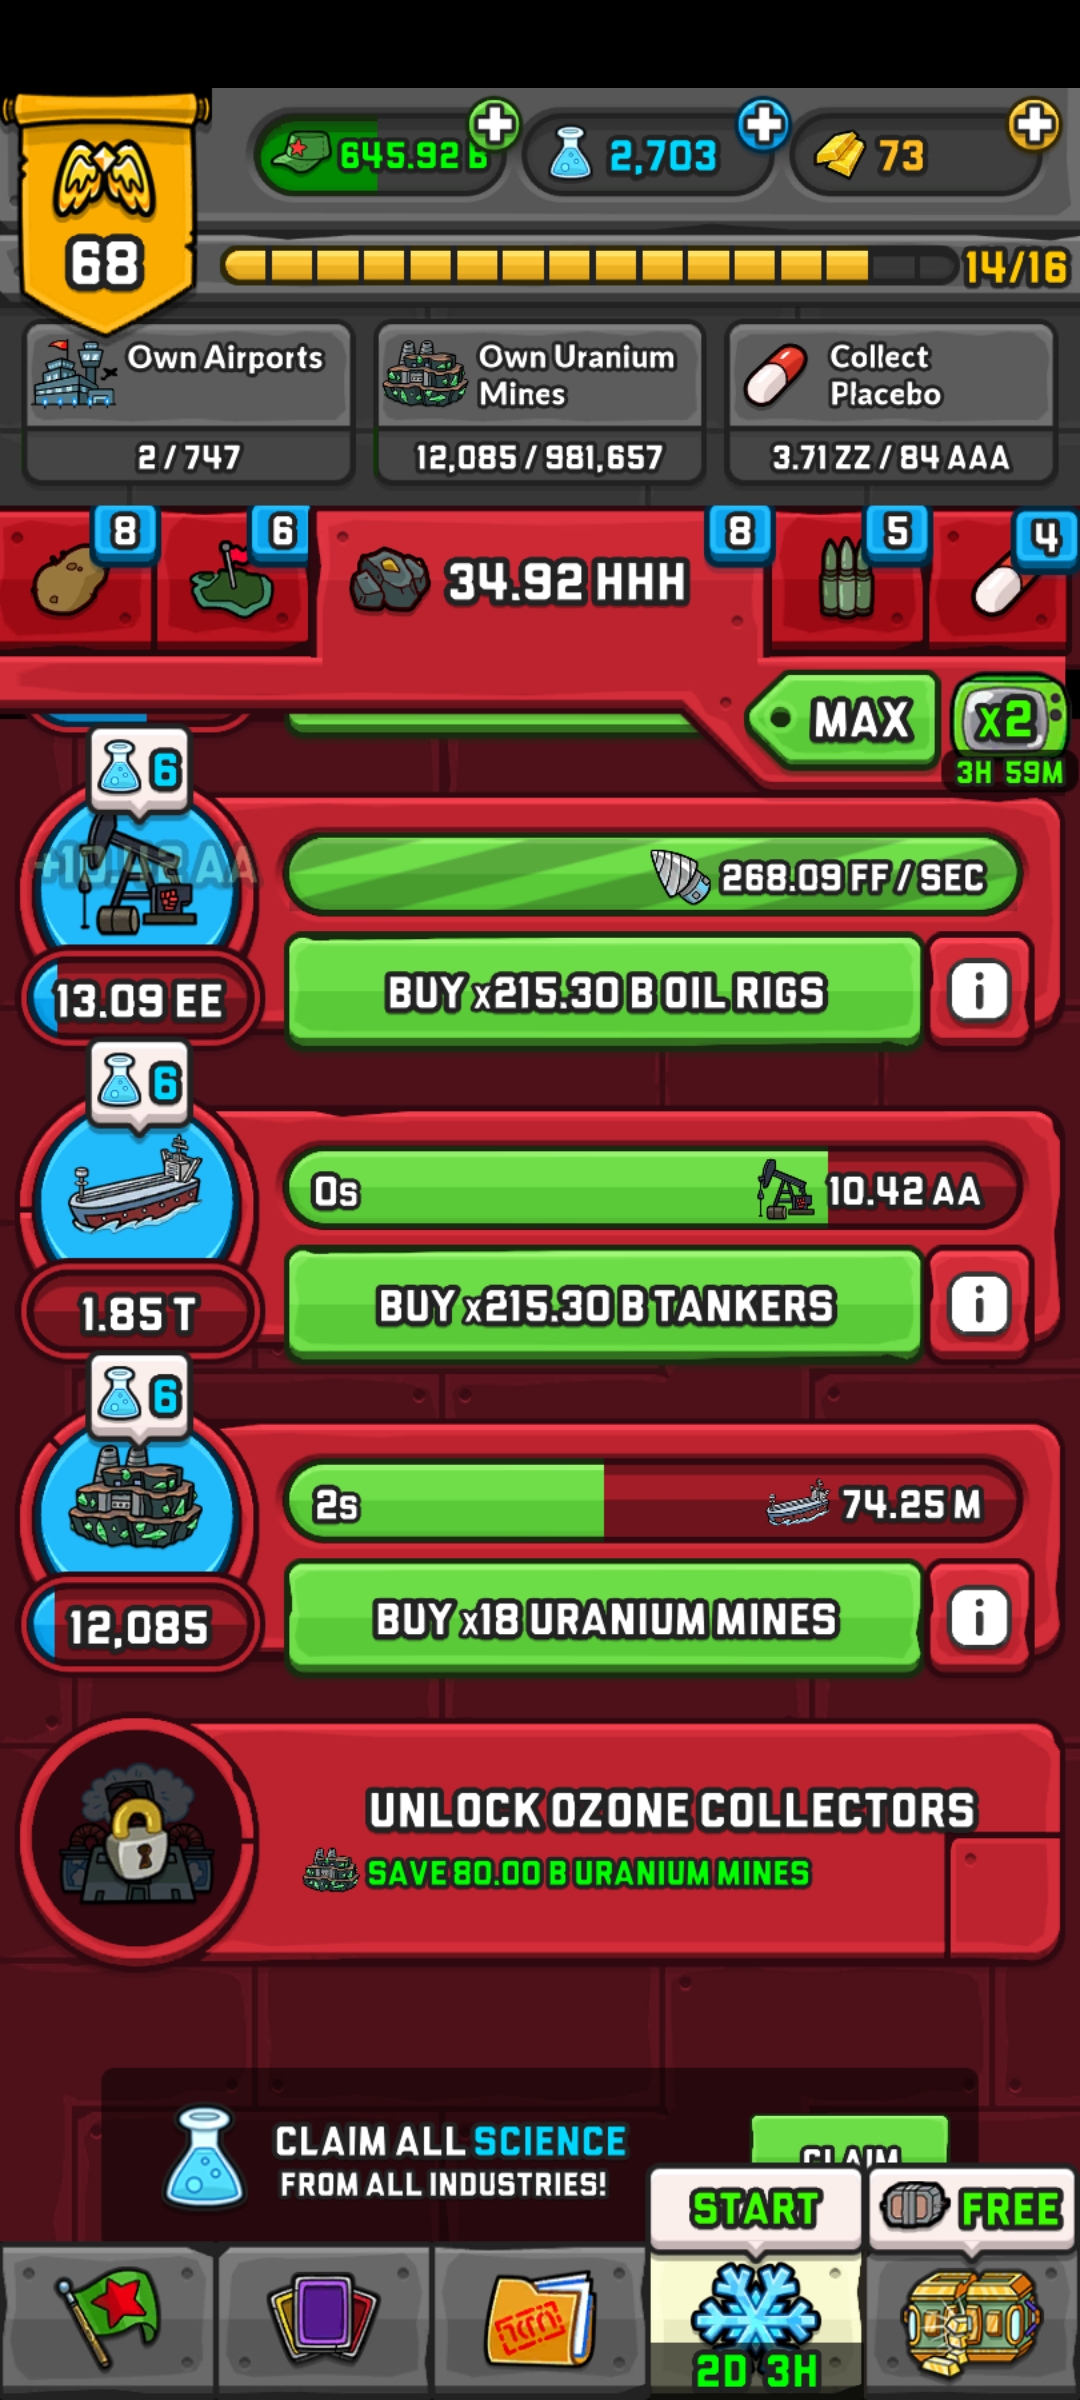 645.92 B
2,703
73
68
14/16
Own Airports
2 / 747
Own Uranium
Mines
12,085 / 981,657
Collect
Placebo
3.71 ZZ / 84 AAA
8
6
34.92 HHH
8
5
4
MAX
x2
3H 59M
6
+10.42 AA
268.09 FF / SEC
13.09 EE
BUY x215.30 B OIL RIGS
i
6
0s
10.42 AA
1.85 T
BUY x215.30 B TANKERS
i
6
2s
74.25 M
12,085
BUY x18 URANIUM MINES
i
UNLOCK OZONE COLLECTORS
SAVE 80.00 B URANIUM MINES
CLAIM ALL SCIENCE
FROM ALL INDUSTRIES!
CLAIM
START
FREE
2D 3H